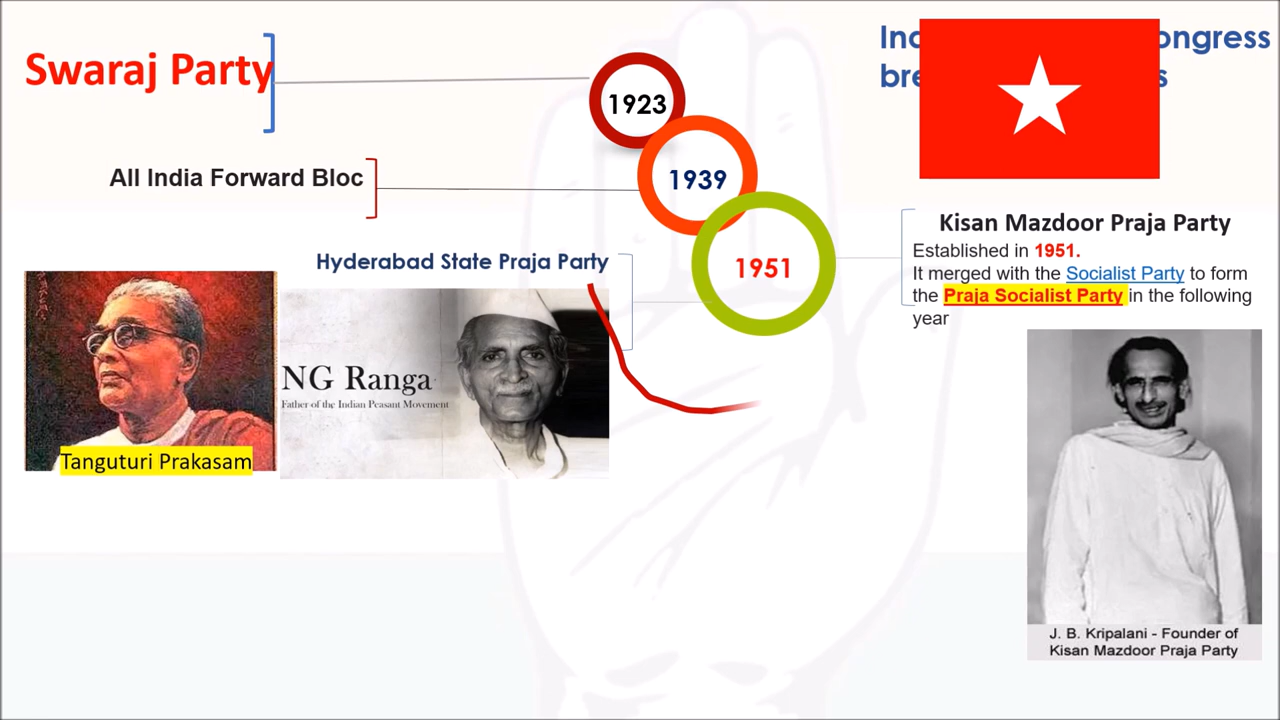 Swaraj Party
ongress
bre
s
1923
1939
1951
All India Forward Bloc
Hyderabad State Praja Party
Kisan Mazdoor Praja Party
Established in 1951.
It merged with the Socialist Party to form
the Praja Socialist Party in the following
year
NG Ranga
Father of the Indian Peasant Movement
Tanguturi Prakasam
J. B. Kripalani - Founder of
Kisan Mazdoor Praja Party